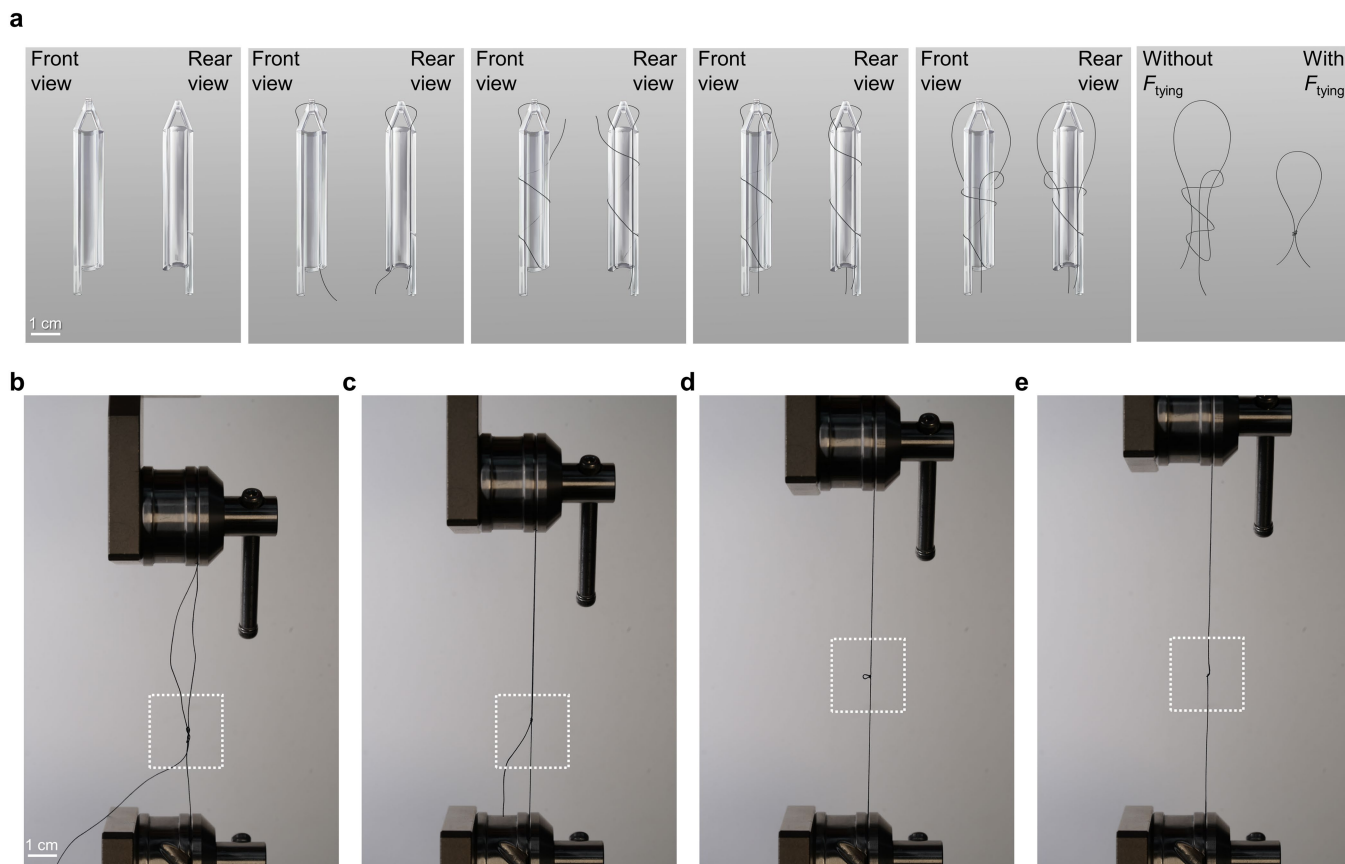 a
Front view
Rear view
Front view
Rear view
Front view
Rear view
Front view
Rear view
Front view
Rear view
Without Ftying
With Ftying
1 cm
b
c
d
e
1 cm